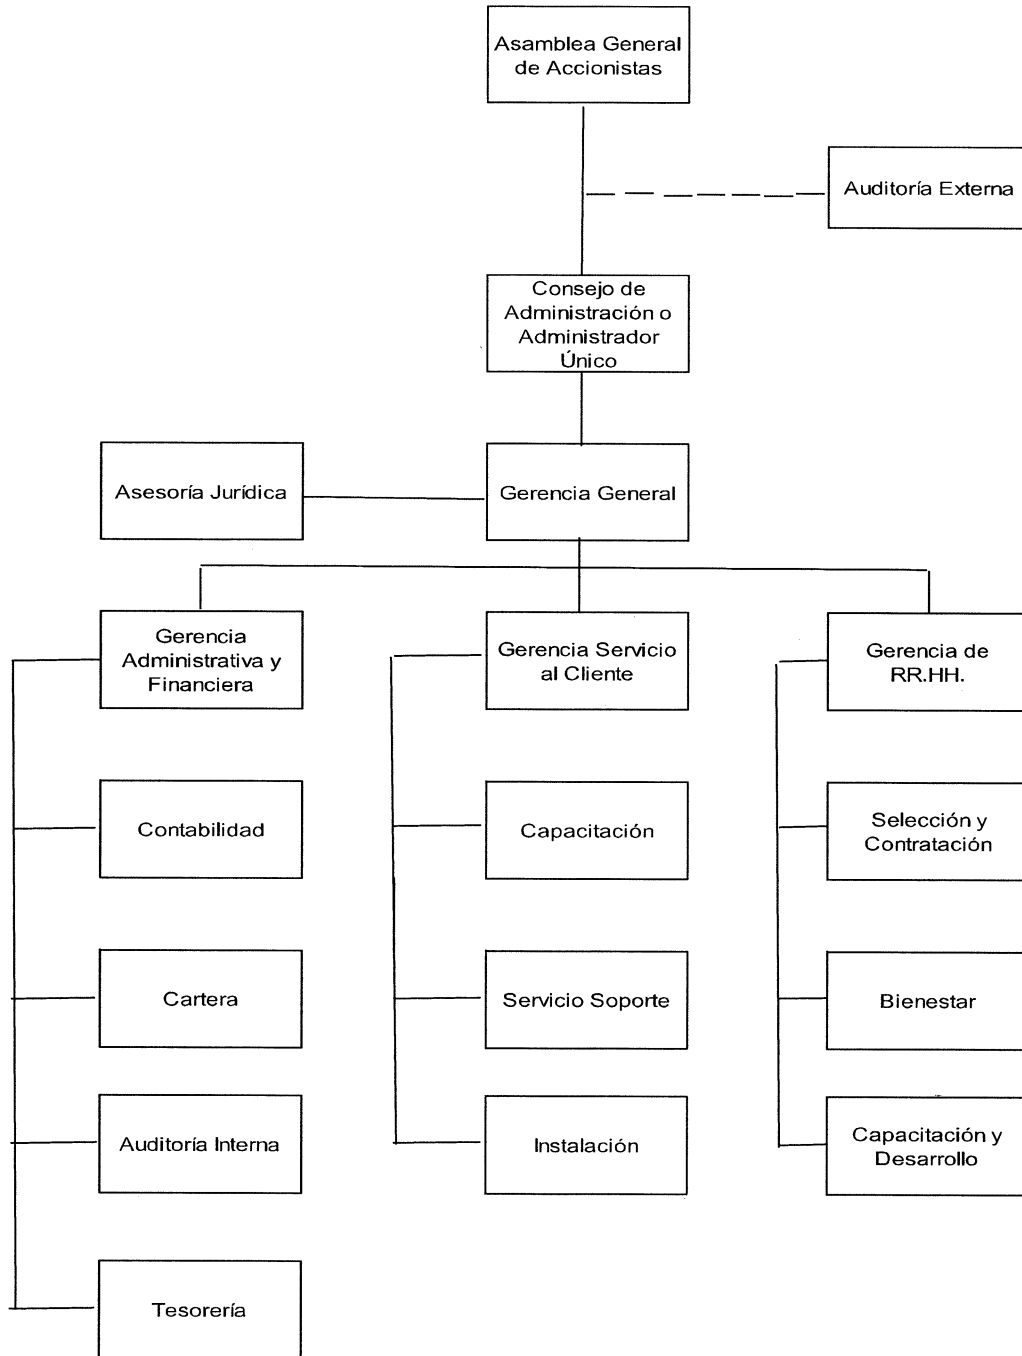 Asamblea General
de Accionistas
Auditoría Externa
Consejo de
Administración o
Administrador
Único
Asesoría Jurídica
Gerencia General
Gerencia
Administrativa y
Financiera
Gerencia Servicio
al Cliente
Gerencia de
RR.HH.
Contabilidad
Capacitación
Selección y
Contratación
Cartera
Servicio Soporte
Bienestar
Auditoría Interna
Instalación
Capacitación y
Desarrollo
Tesorería